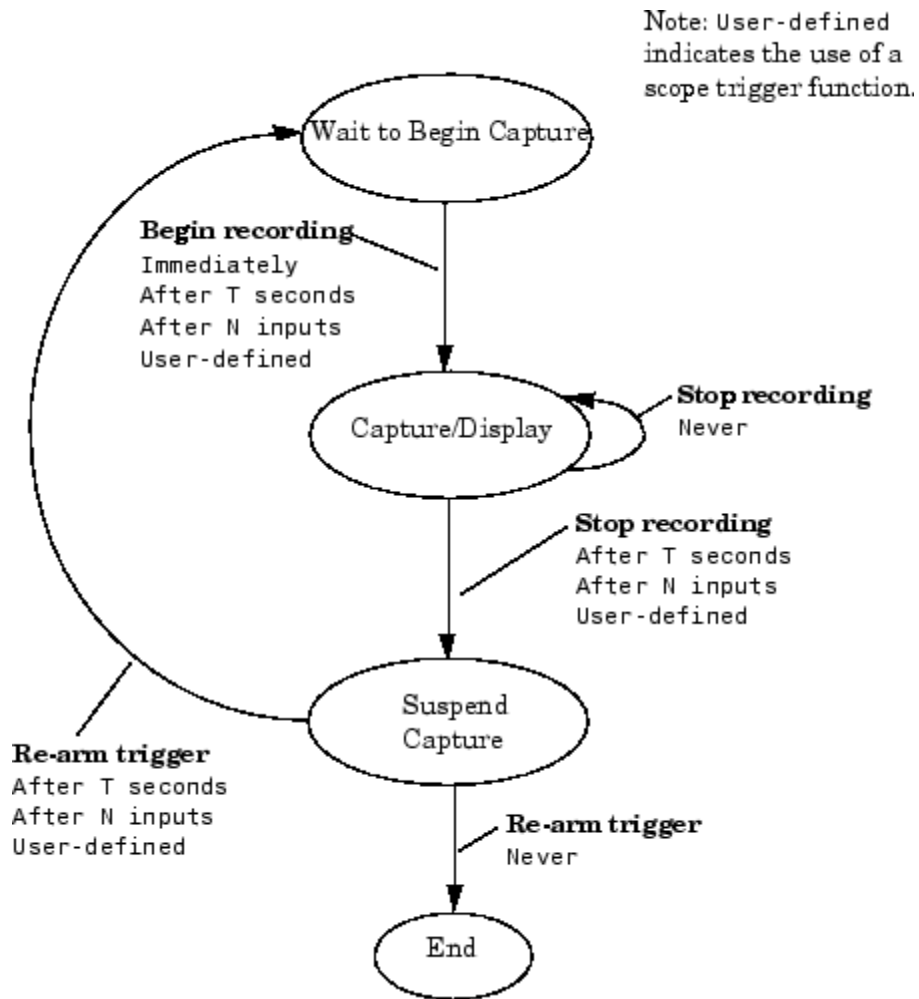 Note: User-defined
indicates the use of a
scope trigger function.
Wait to Begin Capture
Begin recording
Immediately
After T seconds
After N inputs
User-defined
Capture/Display
Stop recording
Never
Stop recording
After T seconds
After N inputs
User-defined
Suspend
Capture
Re-arm trigger
After T seconds
After N inputs
User-defined
Re-arm trigger
Never
End